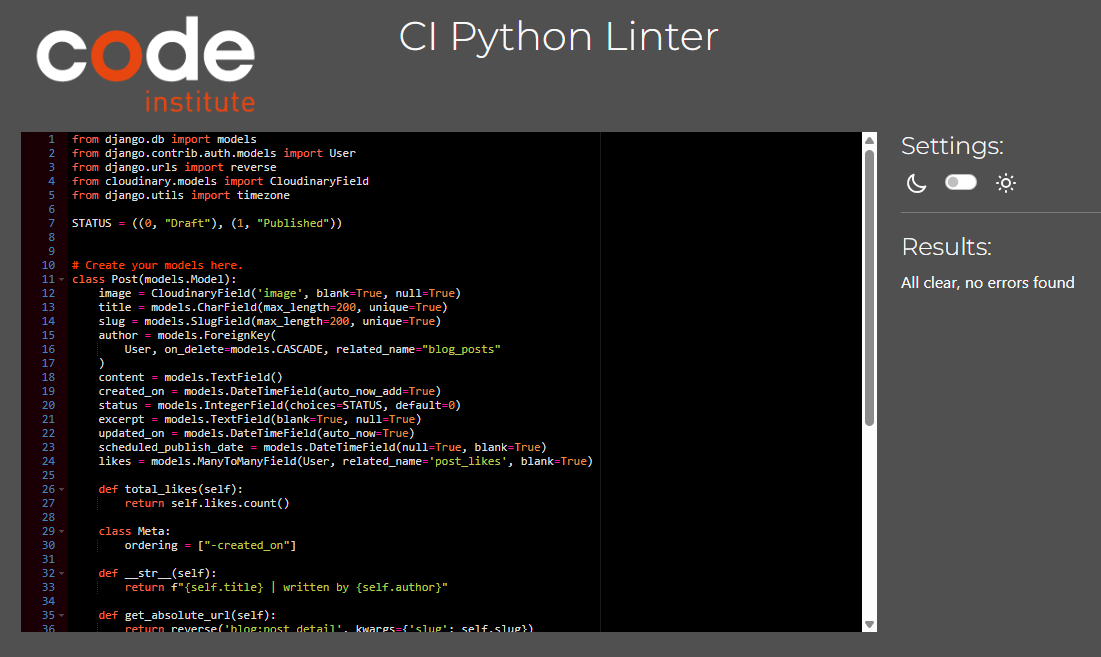 code
institute
CI Python Linter
1 from django.db import models
2 from django.contrib.auth.models import User
3 from django.urls import reverse
4 from cloudinary.models import CloudinaryField
5 from django.utils import timezone
6
7 STATUS = ((0, "Draft"), (1, "Published"))
8
9
10 # Create your models here.
11 class Post(models.Model):
12     image = CloudinaryField('image', blank=True, null=True)
13     title = models.CharField(max_length=200, unique=True)
14     slug = models.SlugField(max_length=200, unique=True)
15     author = models.ForeignKey(
16         User, on_delete=models.CASCADE, related_name="blog_posts"
17     )
18     content = models.TextField()
19     created_on = models.DateTimeField(auto_now_add=True)
20     status = models.IntegerField(choices=STATUS, default=0)
21     excerpt = models.TextField(blank=True, null=True)
22     updated_on = models.DateTimeField(auto_now=True)
23     scheduled_publish_date = models.DateTimeField(null=True, blank=True)
24     likes = models.ManyToManyField(User, related_name='post_likes', blank=True)
25
26     def total_likes(self):
27         return self.likes.count()
28
29     class Meta:
30         ordering = ["-created_on"]
31
32     def __str__(self):
33         return f"{self.title} | written by {self.author}"
34
35     def get_absolute_url(self):
36         return reverse('blog:post_detail', kwargs={'slug': self.slug})
Settings:
Results:
All clear, no errors found